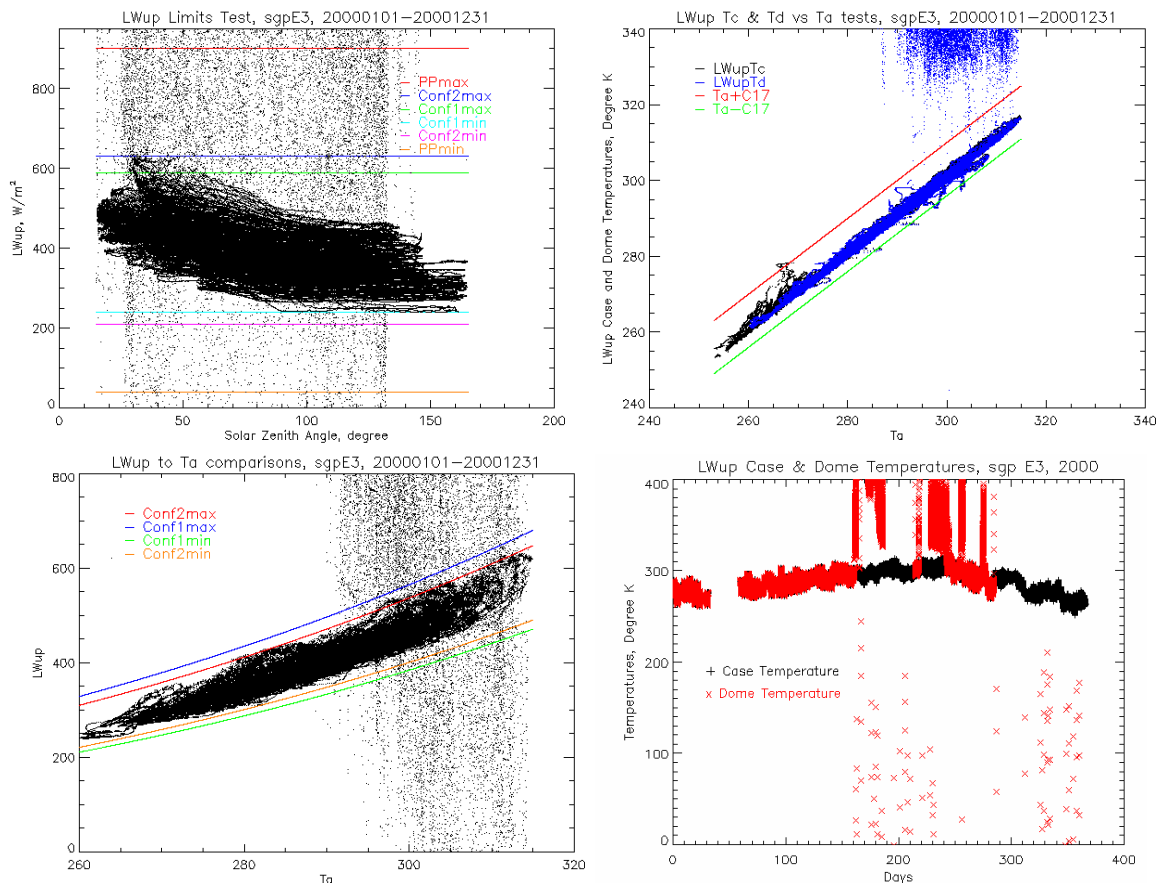 LWup Limits Test, sgpE3, 20000101-20001231
800
600
400
200
0
LWup, W/m²
PPmax
Conf2max
Conf1max
Conf1min
Conf2min
PPmin
0 50 100 150 200
Solar Zenith Angle, degree
LWup Tc & Td vs Ta tests, sgpE3, 20000101-20001231
340
320
300
280
260
240
LWup Case and Dome Temperatures, Degree K
LWupTc
LWupTd
Ta+C17
Ta-C17
240 260 280 300 320 340
Ta
LWup to Ta comparisons, sgpE3, 20000101-20001231
800
600
400
200
0
LWup
Conf2max
Conf1max
Conf1min
Conf2min
260 280 300 320
Ta
LWup Case & Dome Temperatures, sgp E3, 2000
400
300
200
100
0
Temperatures, Degree K
+ Case Temperature
× Dome Temperature
0 100 200 300 400
Days